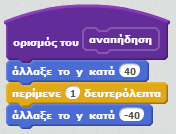 ορισμός του αναπήδηση
άλλαξε το y κατά 40
περίμενε 1 δευτερόλεπτα
άλλαξε το y κατά -40